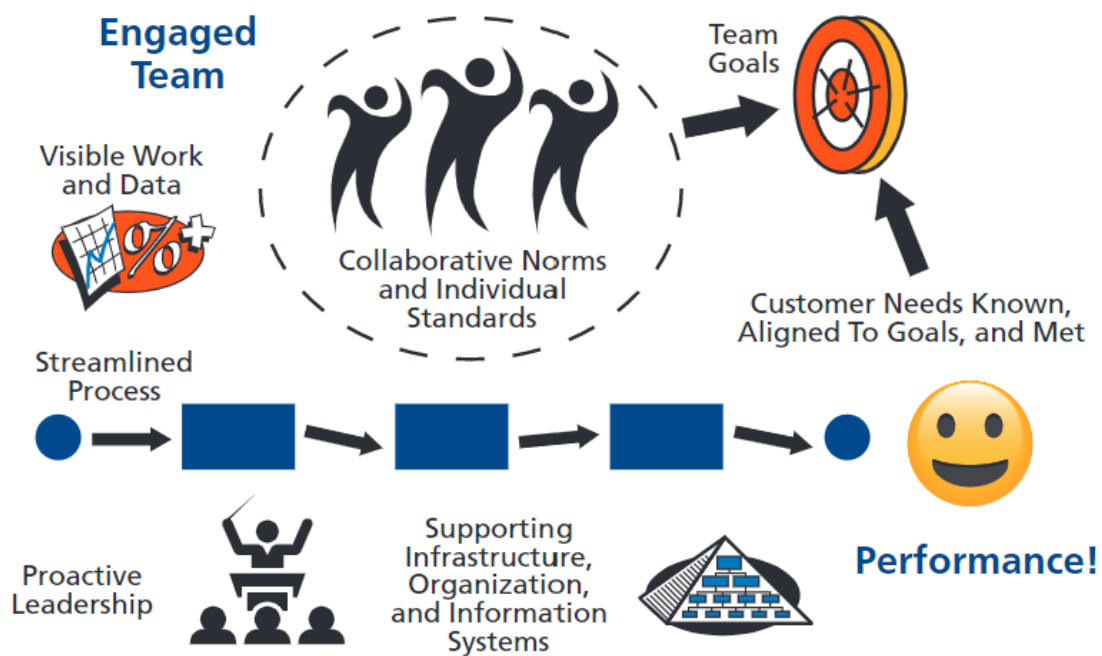 Engaged
Team
Team
Goals
Visible Work
and Data
%+
Collaborative Norms
and Individual
Standards
Customer Needs Known,
Aligned To Goals, and Met
Streamlined
Process
Proactive
Leadership
Supporting
Infrastructure,
Organization,
and Information
Systems
Performance!